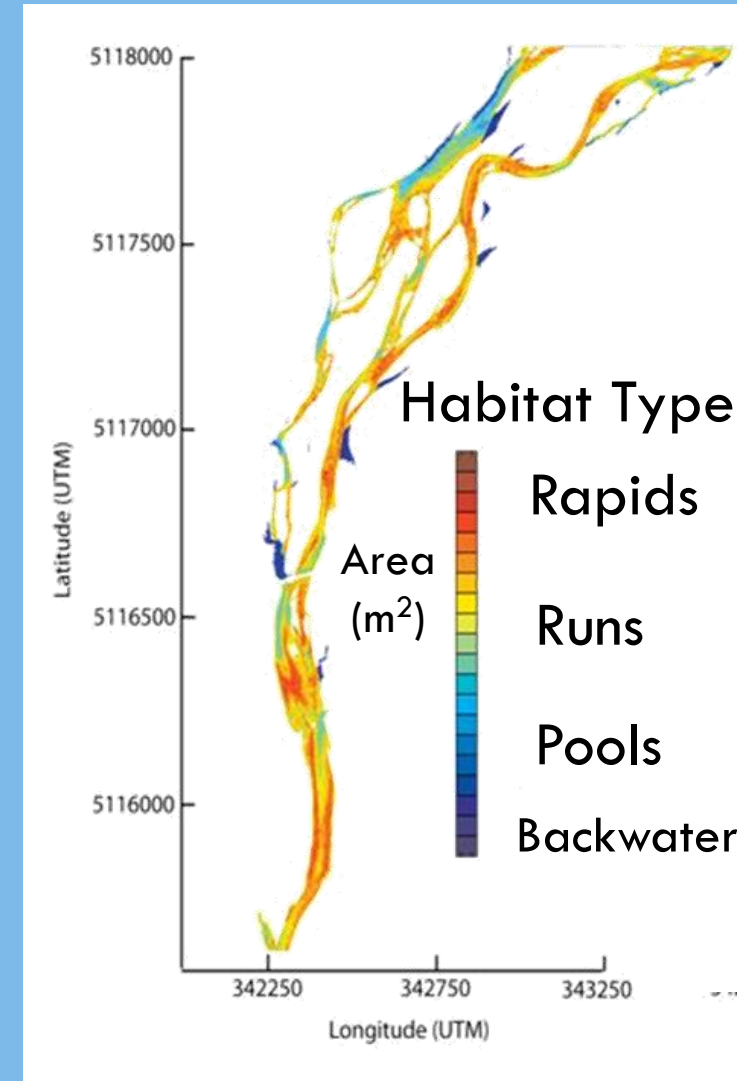 5118000
5117500
5117000
5116500
5116000
Latitude (UTM)
Habitat Type
Rapids
Area
(m²)
Runs
Pools
Backwater
342250
342750
343250
Longitude (UTM)